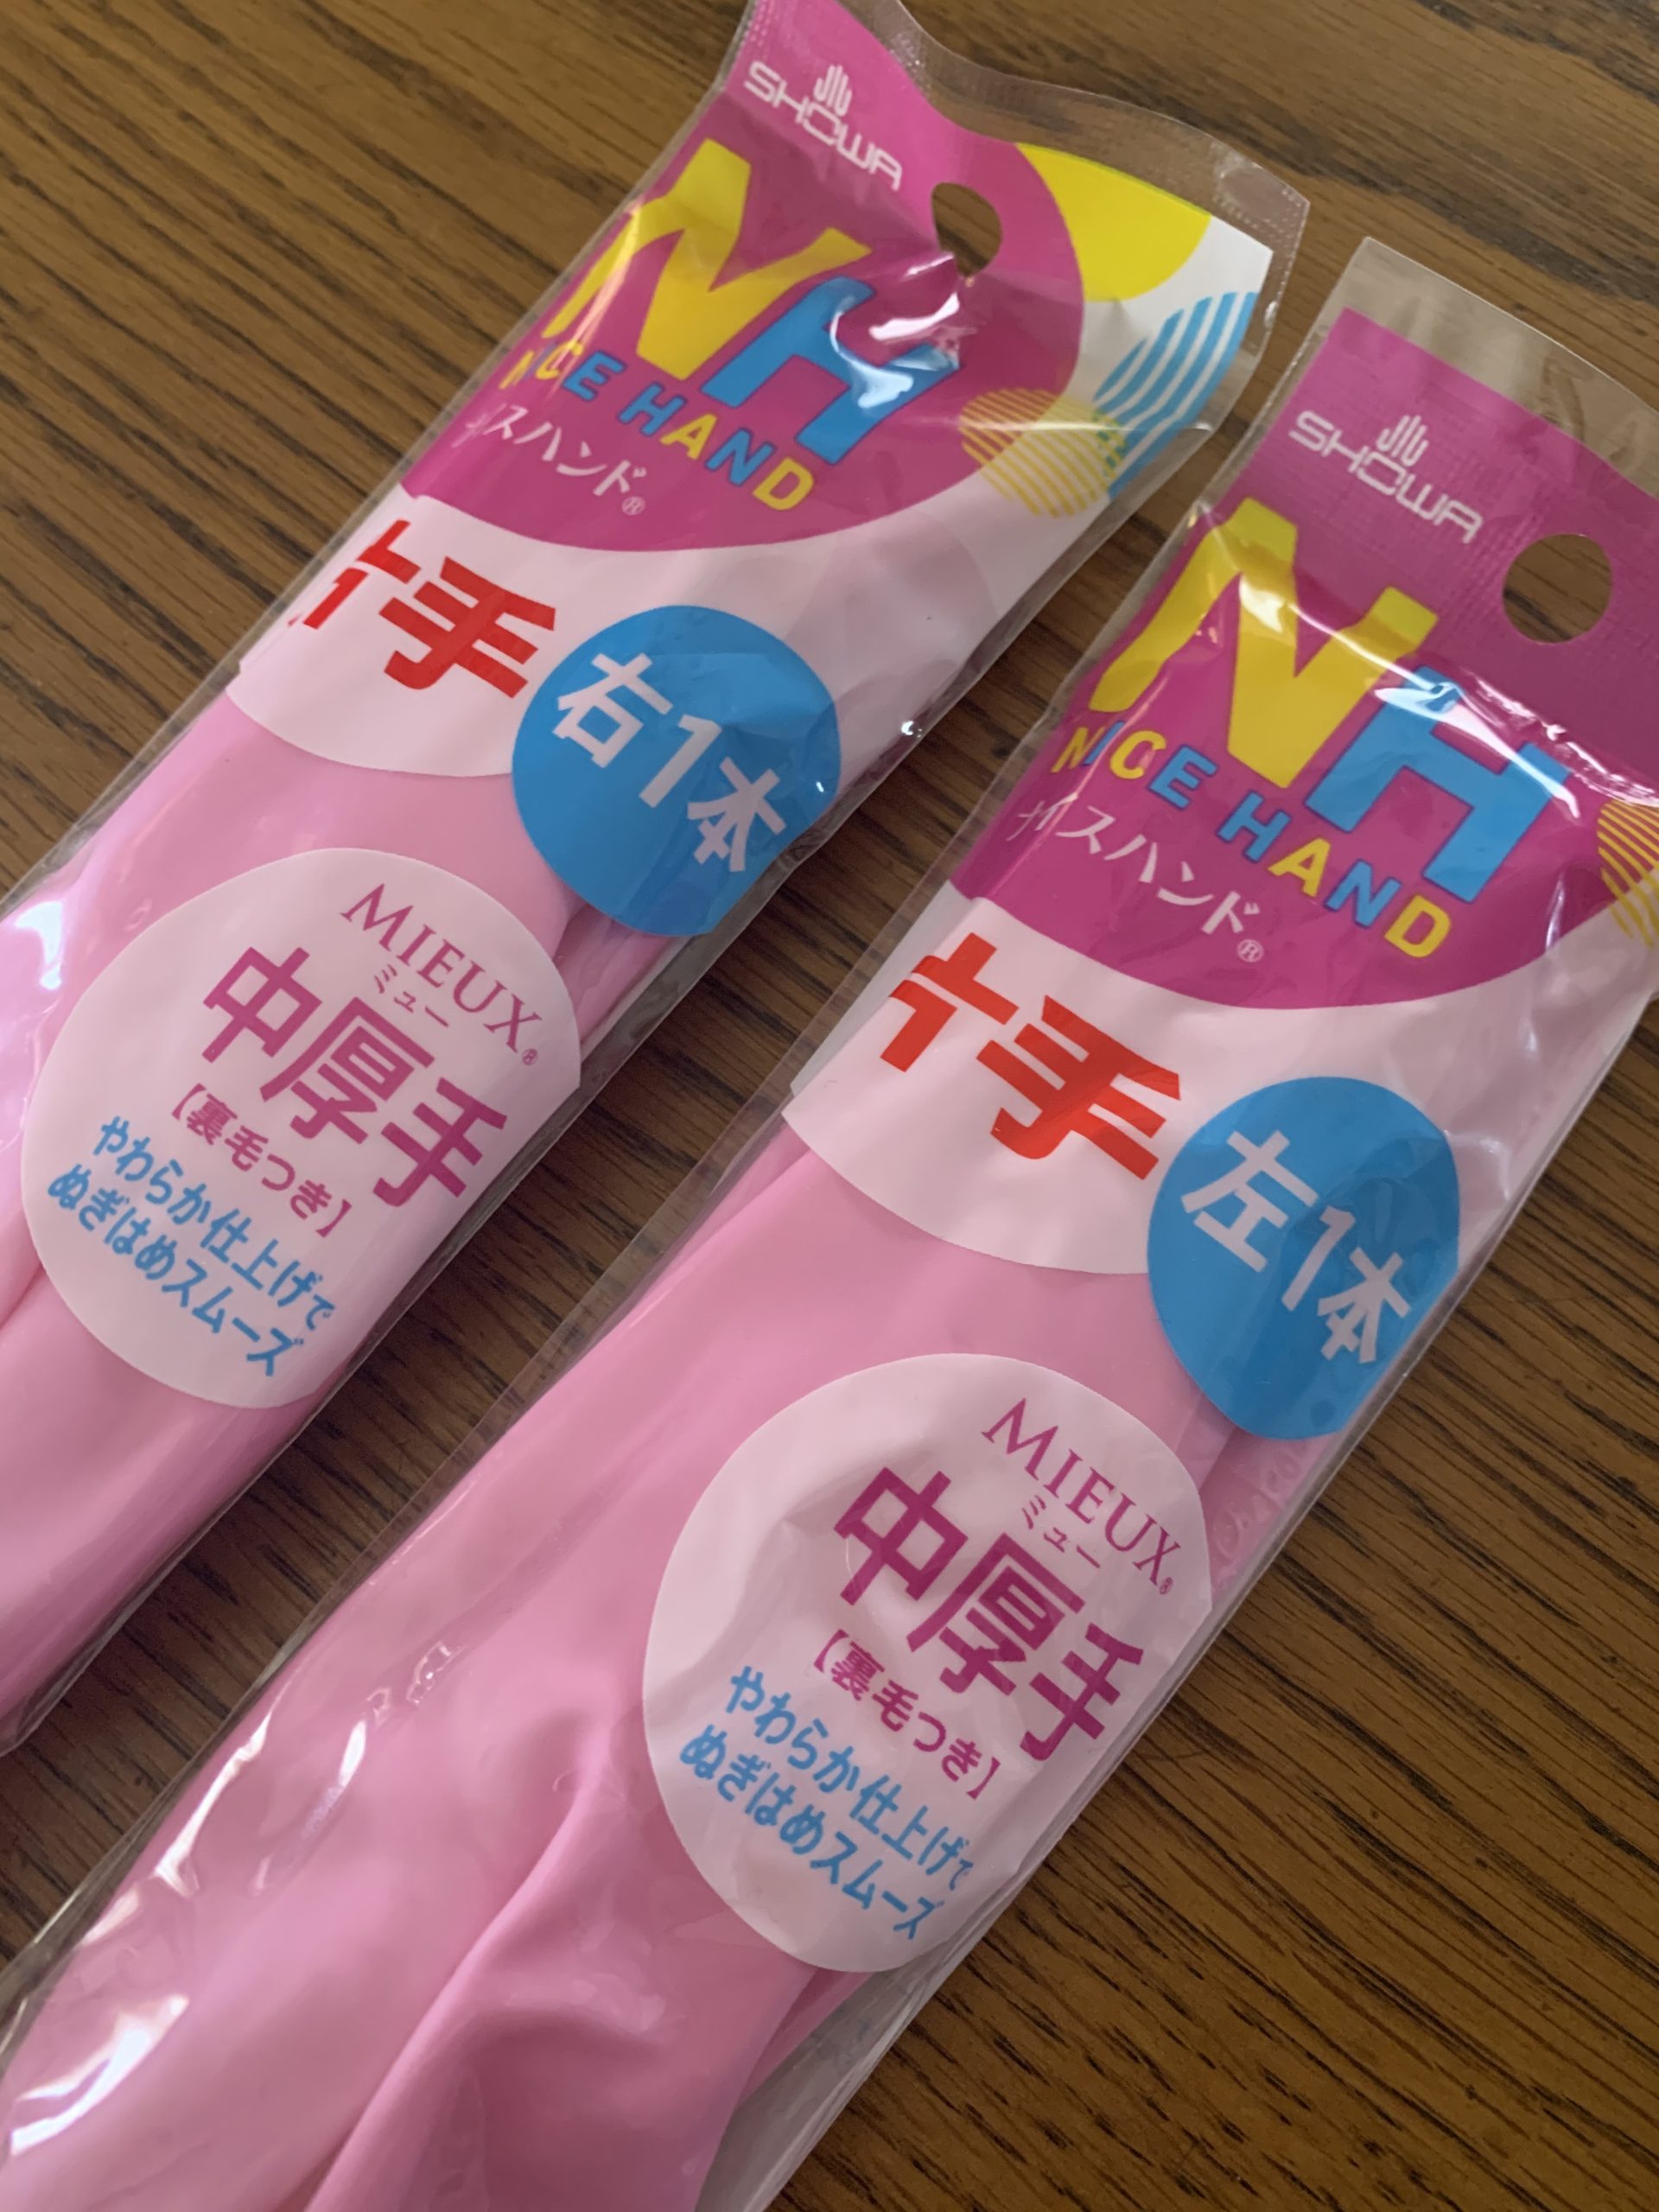 SHOWA
NH
NICE HAND
ナイスハンド®
片手
右1本
MIEUX®
ミュー
中厚手
【裏毛つき】
やわらか仕上げで
ぬぎはめスムーズ
SHOWA
NH
NICE HAND
ナイスハンド®
片手
左1本
MIEUX®
ミュー
中厚手
【裏毛つき】
やわらか仕上げで
ぬぎはめスムーズ